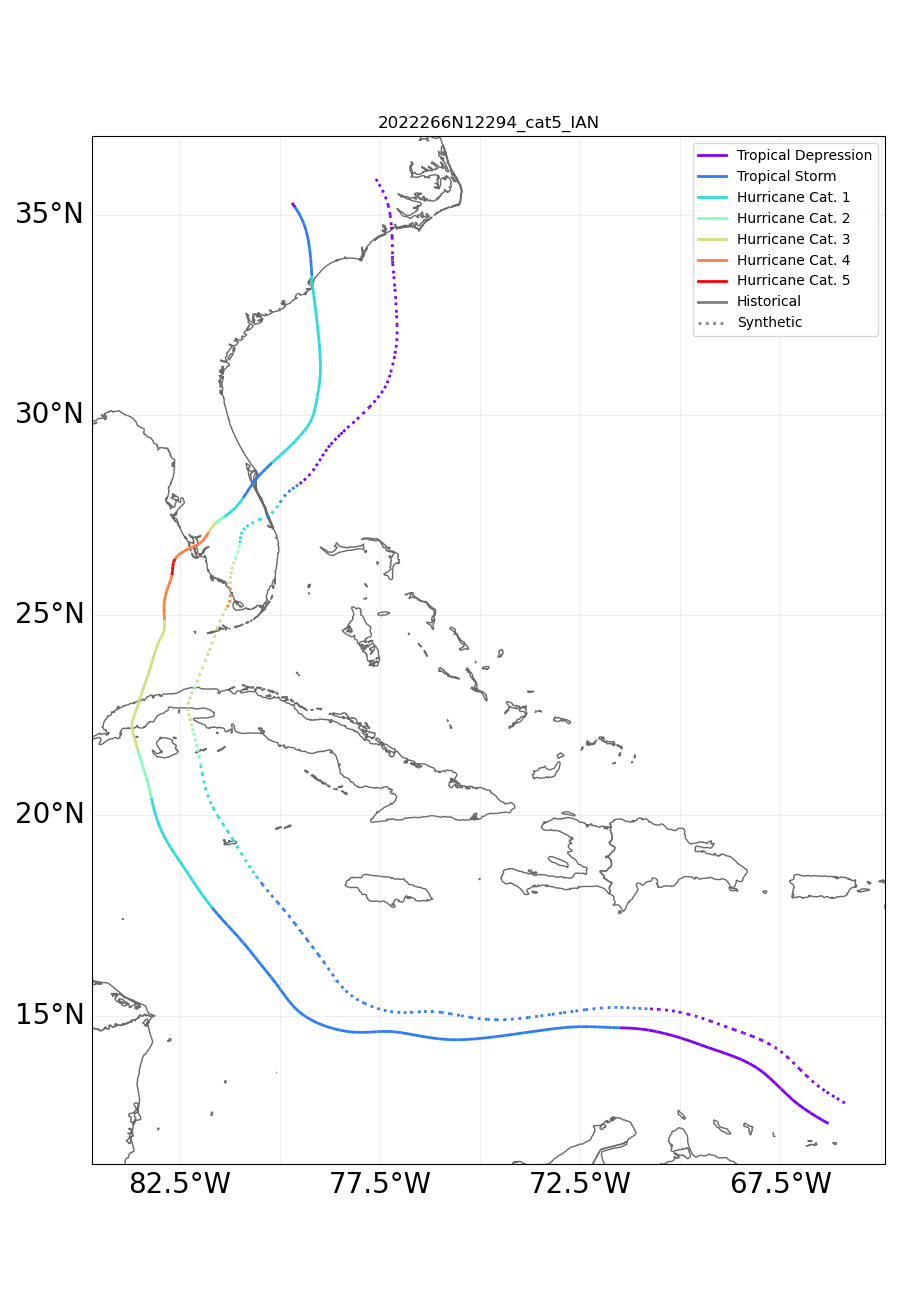 2022266N12294_cat5_IAN
Tropical Depression
Tropical Storm
Hurricane Cat. 1
Hurricane Cat. 2
Hurricane Cat. 3
Hurricane Cat. 4
Hurricane Cat. 5
Historical
Synthetic
35°N
30°N
25°N
20°N
15°N
82.5°W 77.5°W 72.5°W 67.5°W